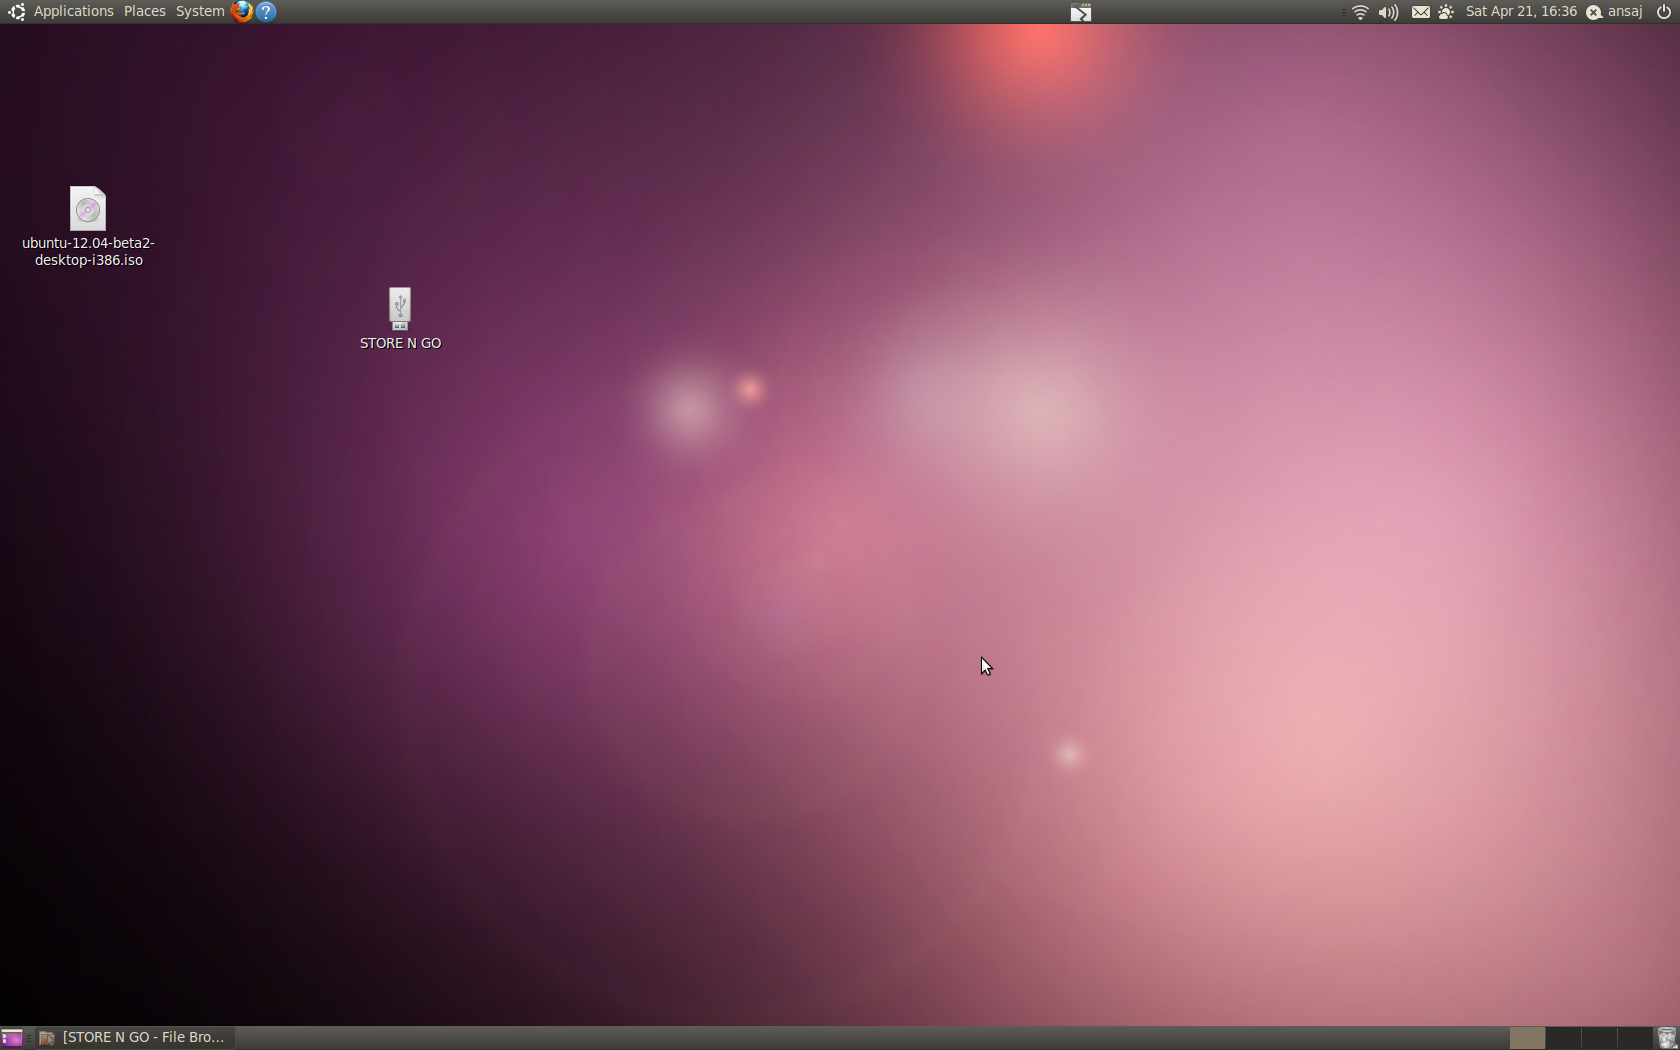 Applications Places System
?
Sat Apr 21, 16:36
ansaj
ubuntu-12.04-beta2-
desktop-i386.iso
STORE N GO
[STORE N GO - File Bro...